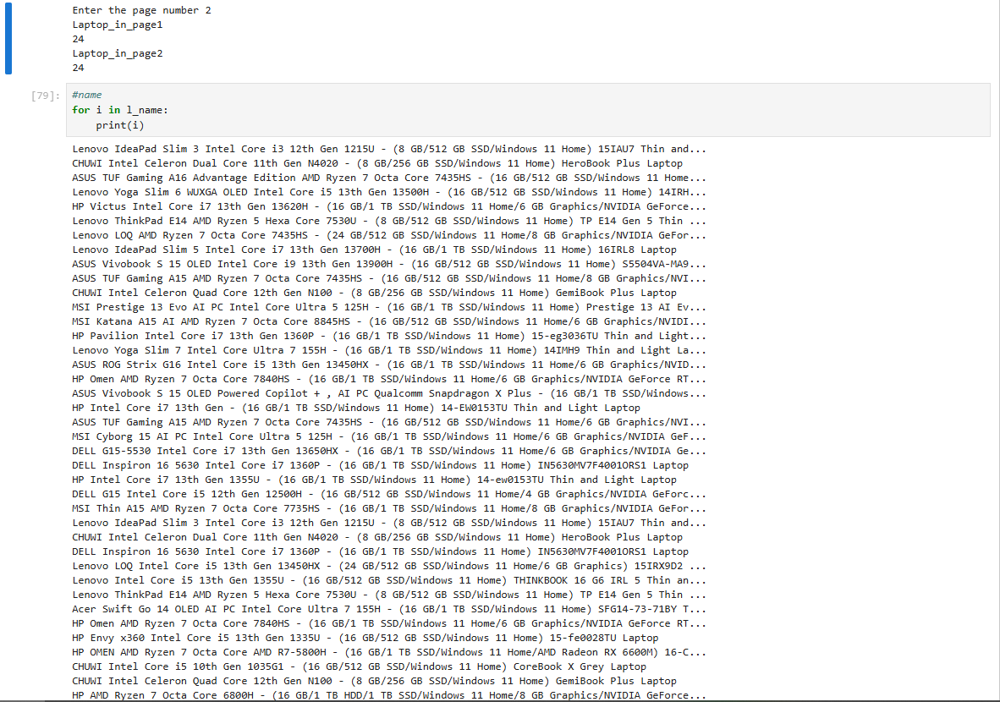 Enter the page number 2
Laptop_in_page1
24
Laptop_in_page2
24
[79]:
#name
for i in l_name:
    print(i)
Lenovo IdeaPad Slim 3 Intel Core i3 12th Gen 1215U - (8 GB/512 GB SSD/Windows 11 Home) 15IAU7 Thin and...
CHUWI Intel Celeron Dual Core 11th Gen N4020 - (8 GB/256 GB SSD/Windows 11 Home) HeroBook Plus Laptop
ASUS TUF Gaming A16 Advantage Edition AMD Ryzen 7 Octa Core 7435HS - (16 GB/512 GB SSD/Windows 11 Home...
Lenovo Yoga Slim 6 WUXGA OLED Intel Core i5 13th Gen 13500H - (16 GB/512 GB SSD/Windows 11 Home) 14IRH...
HP Victus Intel Core i7 13th Gen 13620H - (16 GB/1 TB SSD/Windows 11 Home/6 GB Graphics/NVIDIA GeForce...
Lenovo ThinkPad E14 AMD Ryzen 5 Hexa Core 7530U - (8 GB/512 GB SSD/Windows 11 Home) TP E14 Gen 5 Thin ...
Lenovo LOQ AMD Ryzen 7 Octa Core 7435HS - (24 GB/512 GB SSD/Windows 11 Home/8 GB Graphics/NVIDIA GeFor...
Lenovo IdeaPad Slim 5 Intel Core i7 13th Gen 13700H - (16 GB/1 TB SSD/Windows 11 Home) 16IRL8 Laptop
ASUS Vivobook S 15 OLED Intel Core i9 13th Gen 13900H - (16 GB/512 GB SSD/Windows 11 Home) S5504VA-MA9...
ASUS TUF Gaming A15 AMD Ryzen 7 Octa Core 7435HS - (16 GB/512 GB SSD/Windows 11 Home/8 GB Graphics/NVI...
CHUWI Intel Celeron Quad Core 12th Gen N100 - (8 GB/256 GB SSD/Windows 11 Home) GemiBook Plus Laptop
MSI Prestige 13 Evo AI PC Intel Core Ultra 5 125H - (16 GB/1 TB SSD/Windows 11 Home) Prestige 13 AI Ev...
MSI Katana A15 AI AMD Ryzen 7 Octa Core 8845HS - (16 GB/512 GB SSD/Windows 11 Home/6 GB Graphics/NVIDI...
HP Pavilion Intel Core i7 13th Gen 1360P - (16 GB/1 TB SSD/Windows 11 Home) 15-eg3036TU Thin and Light...
Lenovo Yoga Slim 7 Intel Core Ultra 7 155H - (16 GB/1 TB SSD/Windows 11 Home) 14IMH9 Thin and Light La...
ASUS ROG Strix G16 Intel Core i5 13th Gen 13450HX - (16 GB/1 TB SSD/Windows 11 Home/6 GB Graphics/NVID...
HP Omen AMD Ryzen 7 Octa Core 7840HS - (16 GB/1 TB SSD/Windows 11 Home/6 GB Graphics/NVIDIA GeForce RT...
ASUS Vivobook S 15 OLED Powered Copilot + , AI PC Qualcomm Snapdragon X Plus - (16 GB/1 TB SSD/Windows...
HP Intel Core i7 13th Gen - (16 GB/1 TB SSD/Windows 11 Home) 14-EW0153TU Thin and Light Laptop
ASUS TUF Gaming A15 AMD Ryzen 7 Octa Core 7435HS - (16 GB/512 GB SSD/Windows 11 Home/6 GB Graphics/NVI...
MSI Cyborg 15 AI PC Intel Core Ultra 5 125H - (16 GB/1 TB SSD/Windows 11 Home/6 GB Graphics/NVIDIA GeF...
DELL G15-5530 Intel Core i7 13th Gen 13650HX - (16 GB/1 TB SSD/Windows 11 Home/6 GB Graphics/NVIDIA Ge...
DELL Inspiron 16 5630 Intel Core i7 1360P - (16 GB/1 TB SSD/Windows 11 Home) IN5630MV7F4001ORS1 Laptop
HP Intel Core i7 13th Gen 1355U - (16 GB/1 TB SSD/Windows 11 Home) 14-ew0153TU Thin and Light Laptop
DELL G15 Intel Core i5 12th Gen 12500H - (16 GB/512 GB SSD/Windows 11 Home/4 GB Graphics/NVIDIA GeForc...
MSI Thin A15 AMD Ryzen 7 Octa Core 7735HS - (16 GB/1 TB SSD/Windows 11 Home/8 GB Graphics/NVIDIA GeFor...
Lenovo IdeaPad Slim 3 Intel Core i3 12th Gen 1215U - (8 GB/512 GB SSD/Windows 11 Home) 15IAU7 Thin and...
CHUWI Intel Celeron Dual Core 11th Gen N4020 - (8 GB/256 GB SSD/Windows 11 Home) HeroBook Plus Laptop
DELL Inspiron 16 5630 Intel Core i7 1360P - (16 GB/1 TB SSD/Windows 11 Home) IN5630MV7F4001ORS1 Laptop
Lenovo LOQ Intel Core i5 13th Gen 13450HX - (24 GB/512 GB SSD/Windows 11 Home/6 GB Graphics) 15IRX9D2 ...
Lenovo Intel Core i5 13th Gen 1355U - (16 GB/512 GB SSD/Windows 11 Home) THINKBOOK 16 G6 IRL 5 Thin an...
Lenovo ThinkPad E14 AMD Ryzen 5 Hexa Core 7530U - (8 GB/512 GB SSD/Windows 11 Home) TP E14 Gen 5 Thin ...
Acer Swift Go 14 OLED AI PC Intel Core Ultra 7 155H - (16 GB/1 TB SSD/Windows 11 Home) SFG14-73-71BY T...
HP Omen AMD Ryzen 7 Octa Core 7840HS - (16 GB/1 TB SSD/Windows 11 Home/6 GB Graphics/NVIDIA GeForce RT...
HP Envy x360 Intel Core i5 13th Gen 1335U - (16 GB/512 GB SSD/Windows 11 Home) 15-fe0028TU Laptop
HP OMEN AMD Ryzen 7 Octa Core AMD R7-5800H - (16 GB/1 TB SSD/Windows 11 Home/AMD Radeon RX 6600M) 16-C...
CHUWI Intel Core i5 10th Gen 1035G1 - (16 GB/512 GB SSD/Windows 11 Home) CoreBook X Grey Laptop
CHUWI Intel Celeron Quad Core 12th Gen N100 - (8 GB/256 GB SSD/Windows 11 Home) GemiBook Plus Laptop
HP AMD Ryzen 7 Octa Core 6800H - (16 GB/1 TB HDD/1 TB SSD/Windows 11 Home/8 GB Graphics/NVIDIA GeForce...